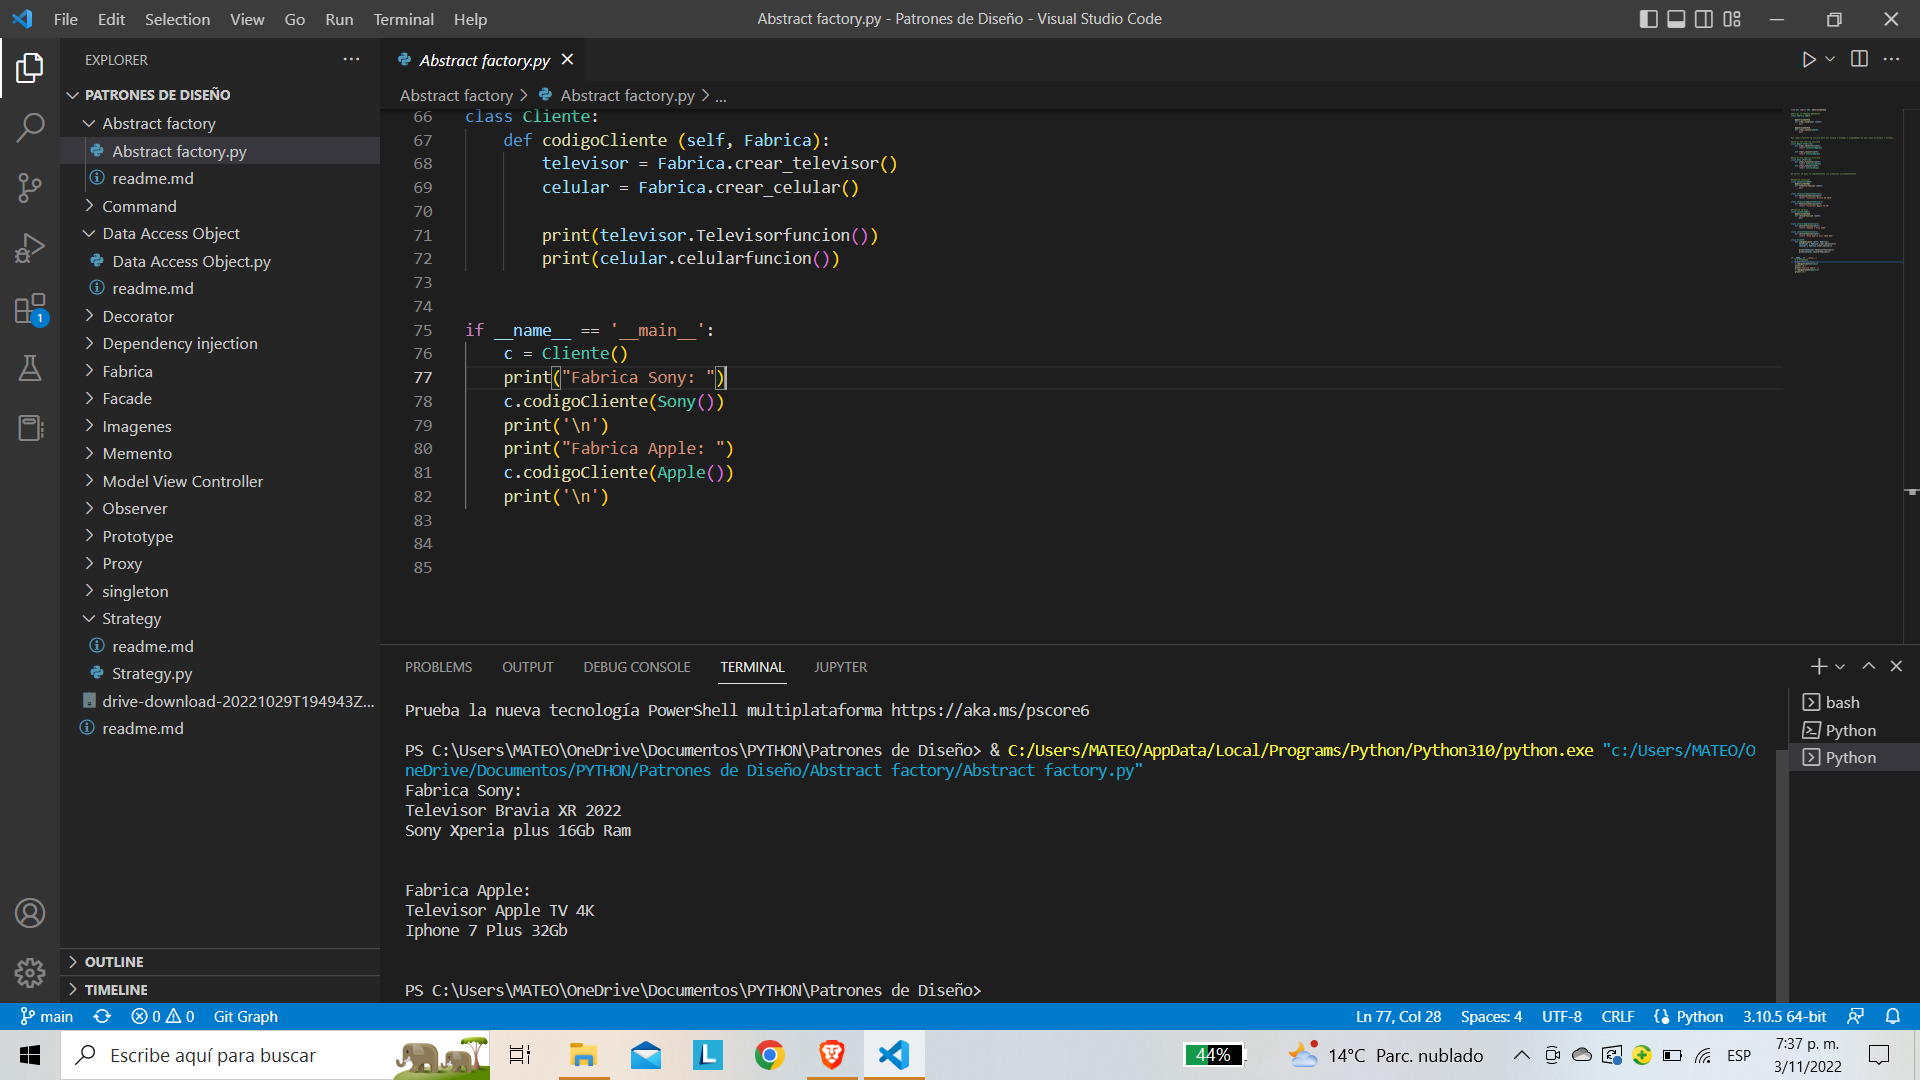 File Edit Selection View Go Run Terminal Help
Abstract factory.py - Patrones de Diseño - Visual Studio Code
EXPLORER
PATRONES DE DISEÑO
Abstract factory
Abstract factory.py
readme.md
Command
Data Access Object
Data Access Object.py
readme.md
Decorator
Dependency injection
Fabrica
Facade
Imagenes
Memento
Model View Controller
Observer
Prototype
Proxy
singleton
Strategy
readme.md
Strategy.py
drive-download-20221029T194943Z...
readme.md
OUTLINE
TIMELINE
1
Abstract factory.py
Abstract factory > Abstract factory.py > ...
66 class Cliente:
67 def codigoCliente (self, Fabrica):
68 televisor = Fabrica.crear_televisor()
69 celular = Fabrica.crear_celular()
70
71 print(televisor.Televisorfuncion())
72 print(celular.celularfuncion())
73
74
75 if __name__ == '__main__':
76 c = Cliente()
77 print("Fabrica Sony: ")
78 c.codigoCliente(Sony())
79 print('\n')
80 print("Fabrica Apple: ")
81 c.codigoCliente(Apple())
82 print('\n')
83
84
85
PROBLEMS OUTPUT DEBUG CONSOLE TERMINAL JUPYTER
Prueba la nueva tecnología PowerShell multiplataforma https://aka.ms/pscore6
PS C:\Users\MATEO\OneDrive\Documentos\PYTHON\Patrones de Diseño> & C:/Users/MATEO/AppData/Local/Programs/Python/Python310/python.exe "c:/Users/MATEO/O
neDrive/Documentos/PYTHON/Patrones de Diseño/Abstract factory/Abstract factory.py"
Fabrica Sony:
Televisor Bravia XR 2022
Sony Xperia plus 16Gb Ram
Fabrica Apple:
Televisor Apple TV 4K
Iphone 7 Plus 32Gb
PS C:\Users\MATEO\OneDrive\Documentos\PYTHON\Patrones de Diseño>
bash
Python
Python
main 0 0 Git Graph
Ln 77, Col 28 Spaces: 4 UTF-8 CRLF Python 3.10.5 64-bit
Escribe aquí para buscar
L
44%
14°C Parc. nublado
ESP
7:37 p. m.
3/11/2022